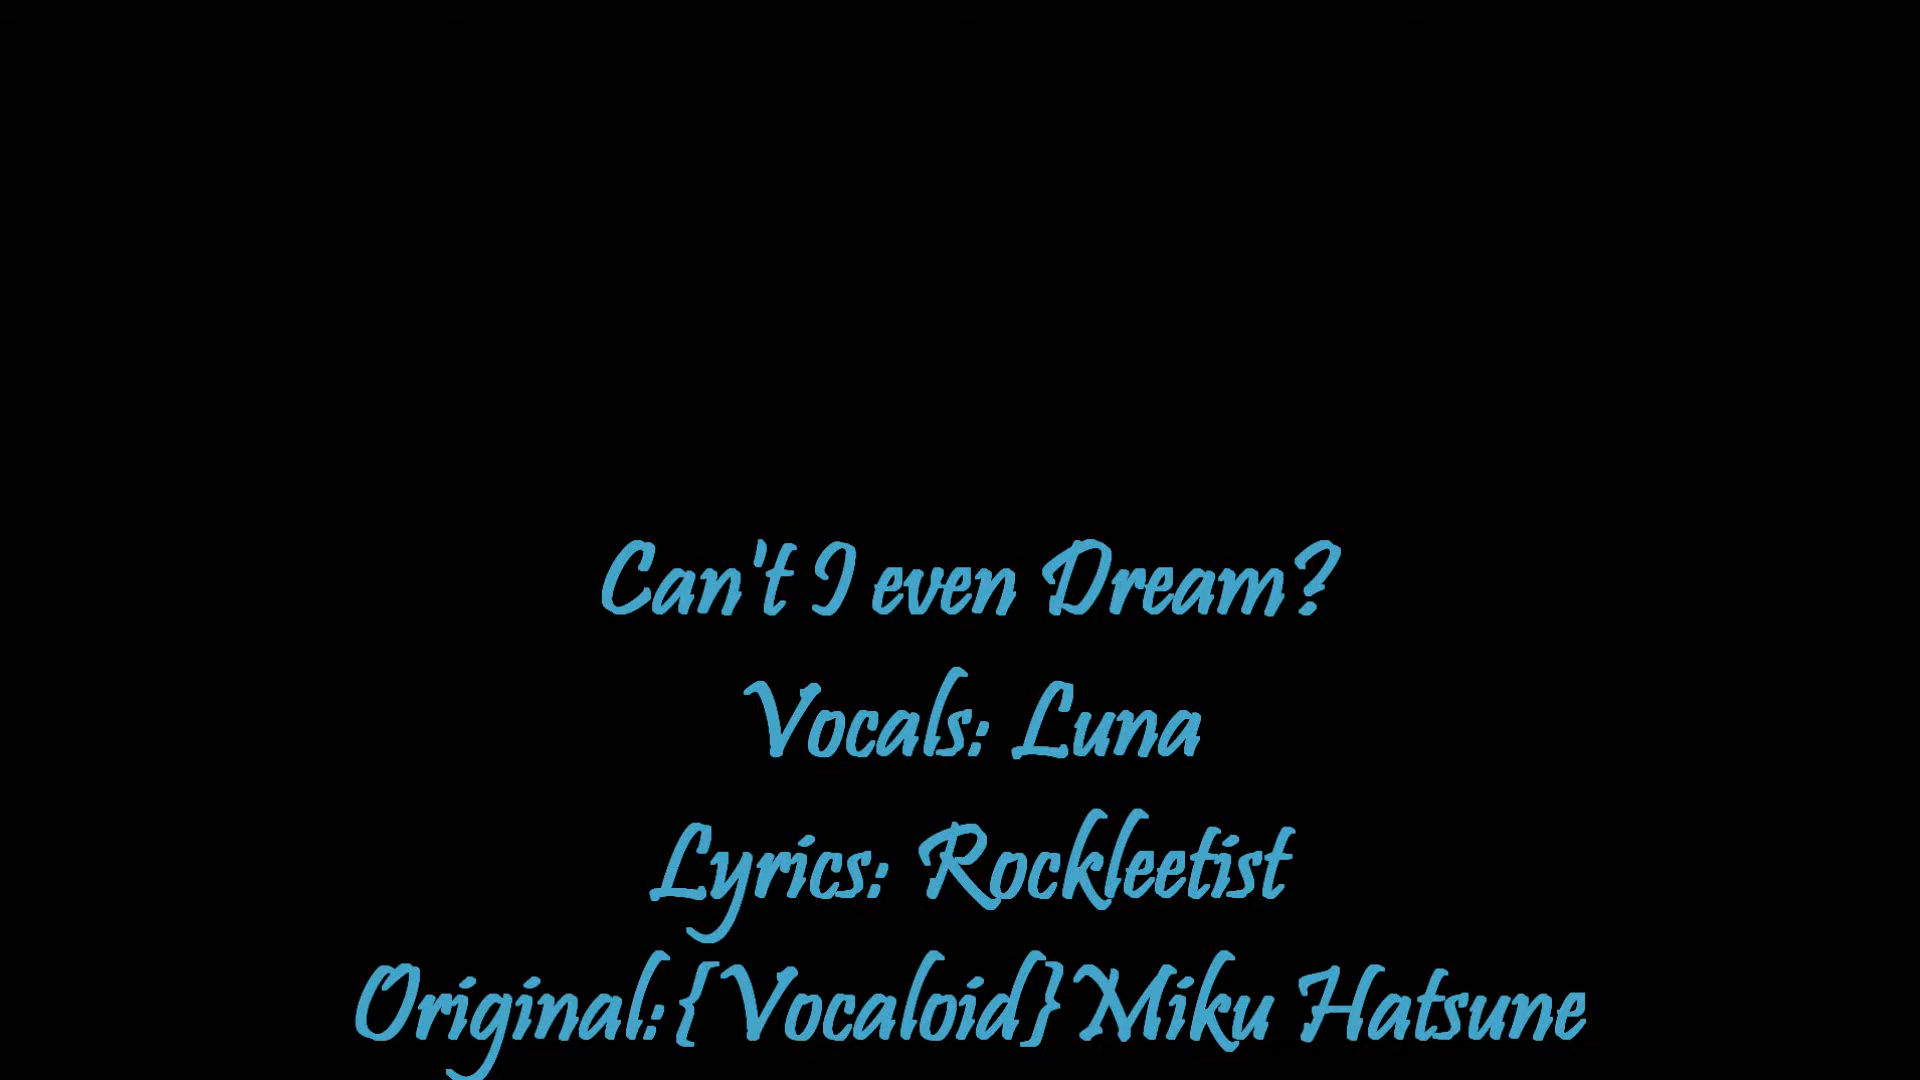 Can't I even Dream?
Vocals: Luna
Lyrics: Rockleetist
Original:{Vocaloid}Miku Hatsune